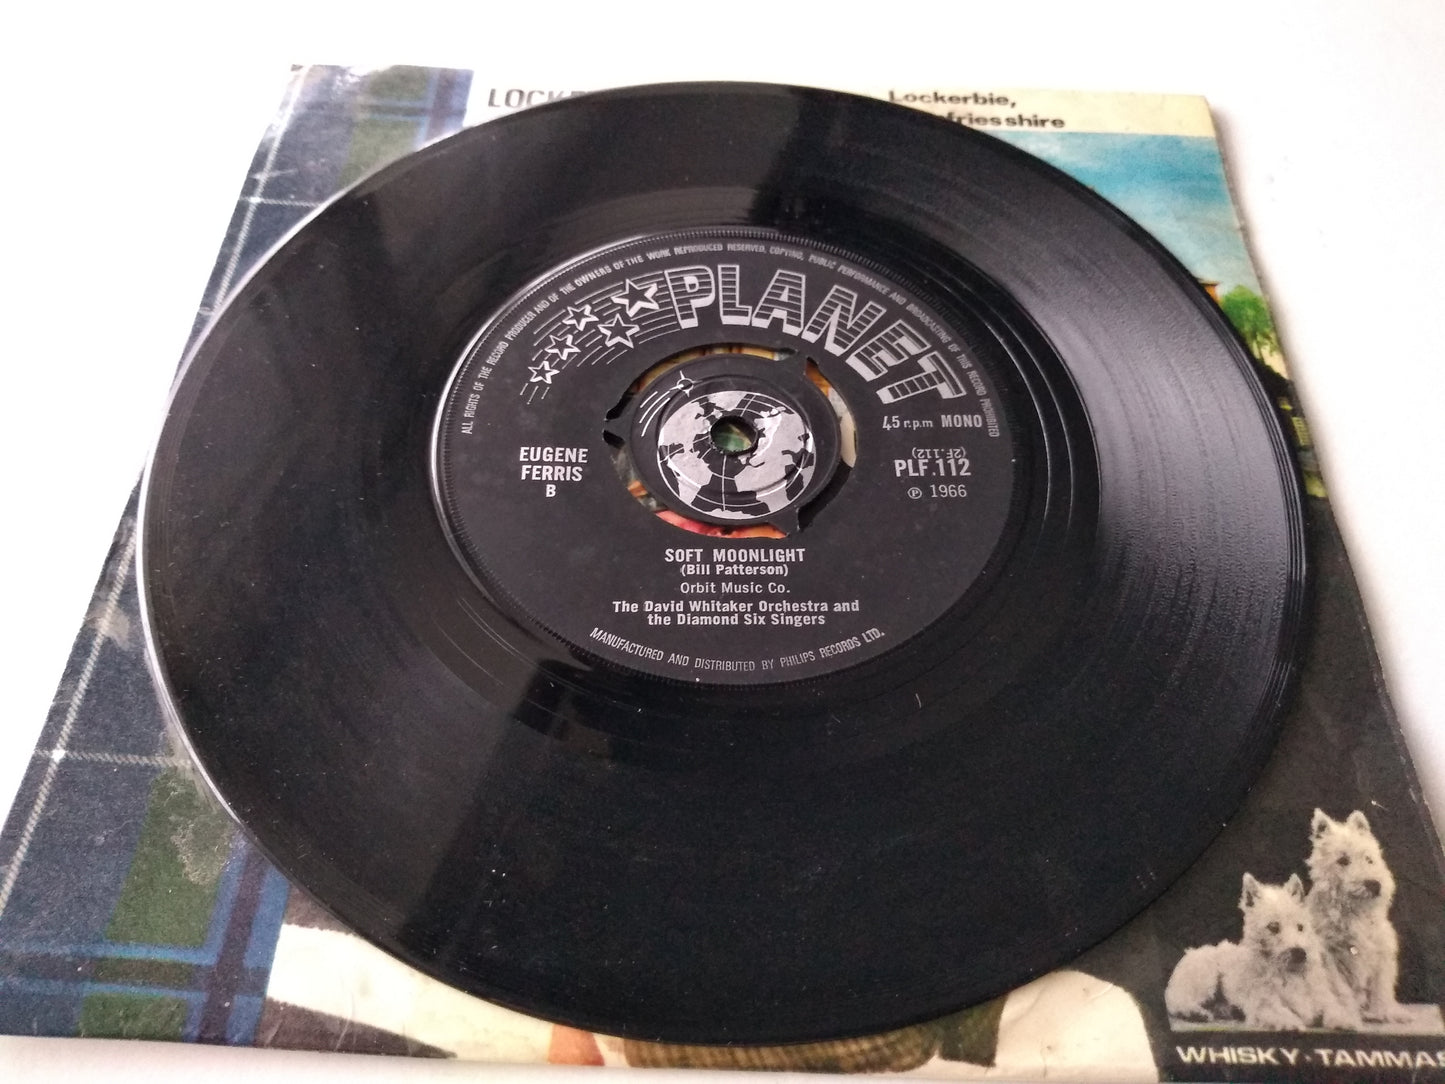 Lockerbie,
ALL RIGHTS OF THE RECORD PRODUCER AND OF THE OWNERS OF THE WORK REPRODUCED RESERVED, COPYING, PUBLIC PERFORMANCE AND BROADCASTING OF THIS RECORD PROHIBITED
PLANET
45 r.p.m MONO
(2F.112)
PLF.112
℗ 1966
EUGENE
FERRIS
B
SOFT MOONLIGHT
(Bill Patterson)
Orbit Music Co.
The David Whitaker Orchestra and
the Diamond Six Singers
MANUFACTURED AND DISTRIBUTED BY PHILIPS RECORDS LTD.
WHISKY · TAMMAS